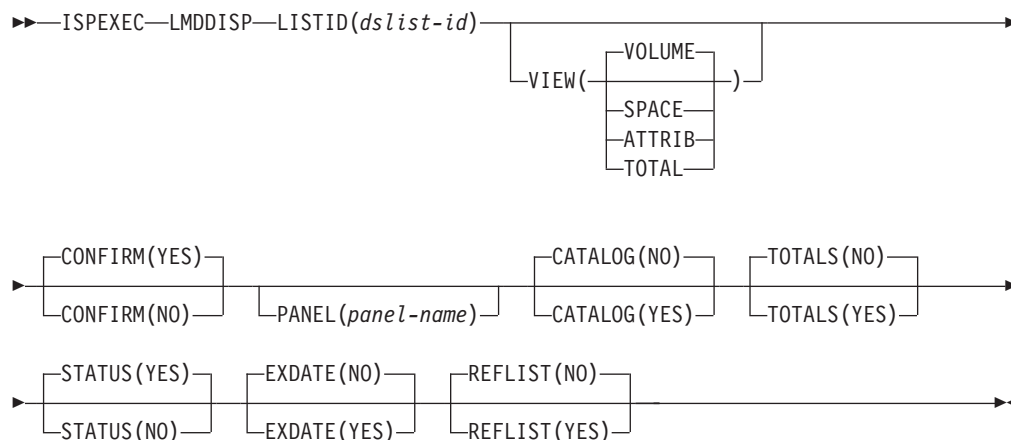 ISPEXEC LMDDISP LISTID(dslist-id)
VIEW( VOLUME )
SPACE
ATTRIB
TOTAL
CONFIRM(YES) CATALOG(NO) TOTALS(NO)
CONFIRM(NO) PANEL(panel-name) CATALOG(YES) TOTALS(YES)
STATUS(YES) EXDATE(NO) REFLIST(NO)
STATUS(NO) EXDATE(YES) REFLIST(YES)